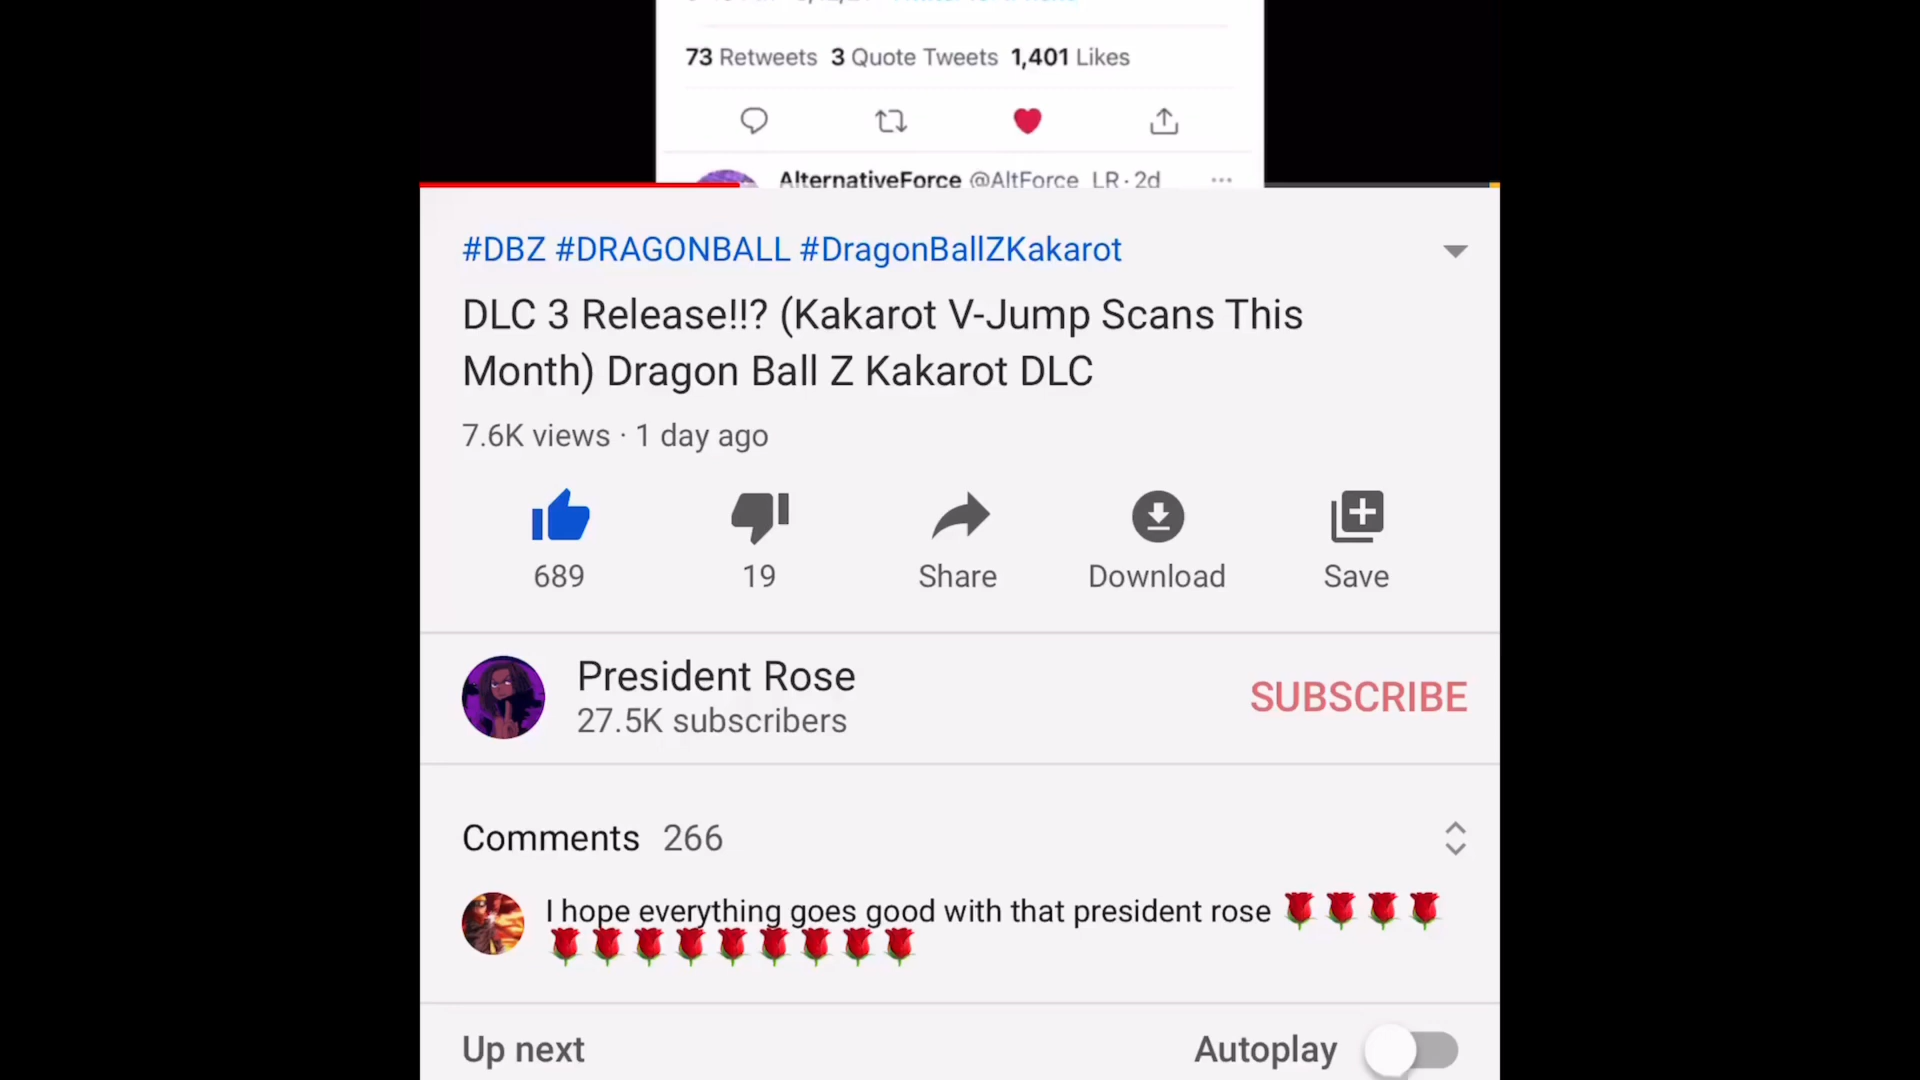 73 Retweets 3 Quote Tweets 1,401 Likes
AlternativeForce @AltForce_LR · 2d
#DBZ #DRAGONBALL #DragonBallZKakarot
DLC 3 Release!!? (Kakarot V-Jump Scans This
Month) Dragon Ball Z Kakarot DLC
7.6K views · 1 day ago
689 19 Share Download Save
President Rose
27.5K subscribers
SUBSCRIBE
Comments 266
I hope everything goes good with that president rose 🌹🌹🌹🌹
🌹🌹🌹🌹🌹🌹🌹🌹🌹
Up next Autoplay